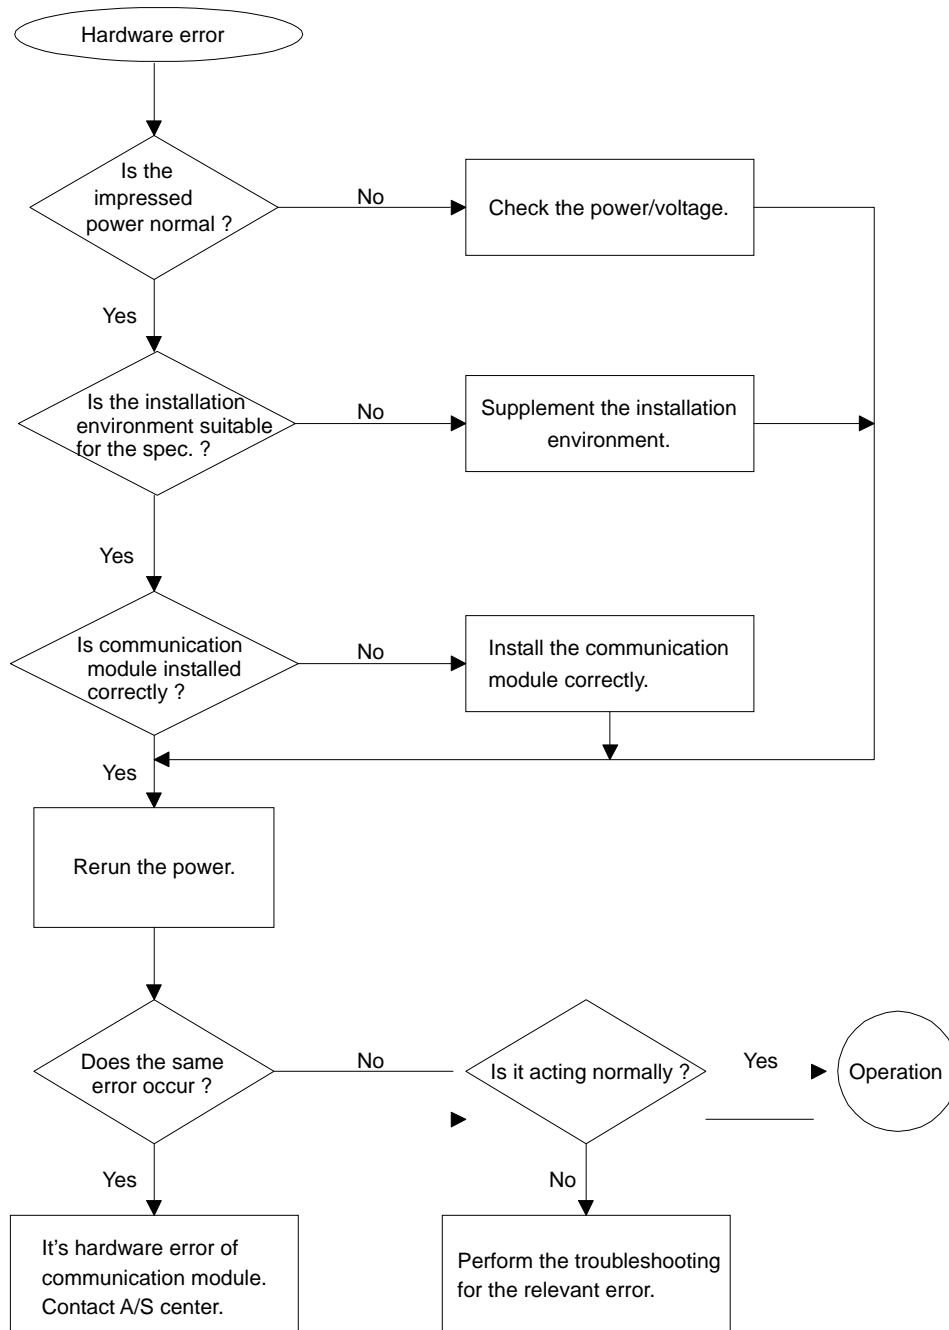 Hardware error
Is the
impressed
power normal ?
No
Check the power/voltage.
Yes
Is the installation
environment suitable
for the spec. ?
No
Supplement the installation
environment.
Yes
Is communication
module installed
correctly ?
No
Install the communication
module correctly.
Yes
Rerun the power.
Does the same
error occur ?
No
Is it acting normally ?
Yes
Operation
Yes
No
It's hardware error of
communication module.
Contact A/S center.
Perform the troubleshooting
for the relevant error.